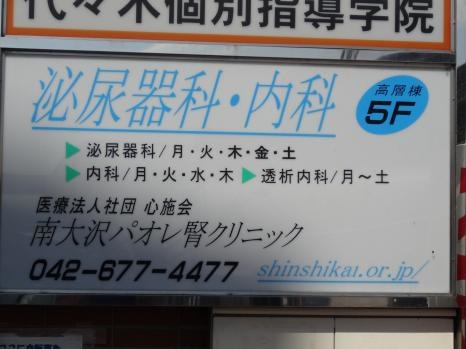 代々木個別指導学院
泌尿器科・内科
高層棟
5F
▶泌尿器科/月・火・木・金・土
▶内科/月・火・水・木 ▶透析内科/月～土
医療法人社団 心施会
南大沢パオレ腎クリニック
042-677-4477 shinshikai.or.jp/